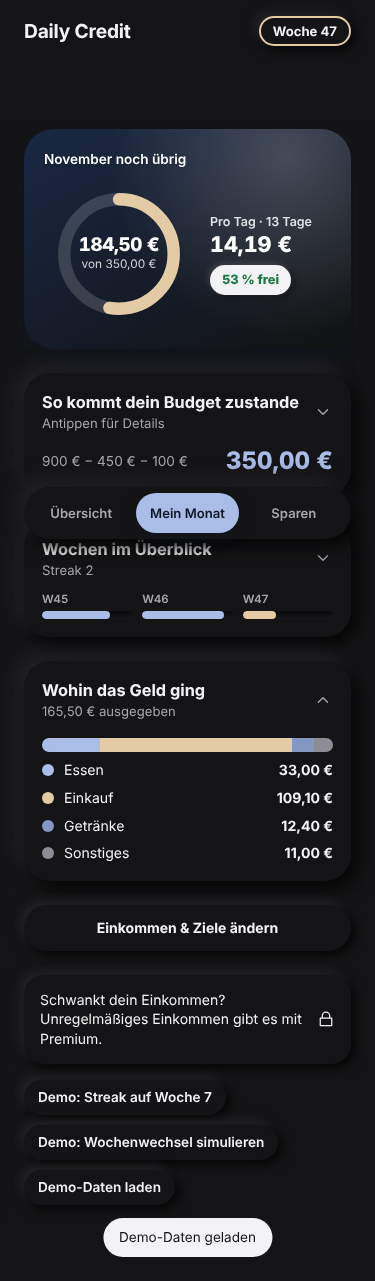 Daily Credit
Woche 47
November noch übrig
184,50 €
von 350,00 €
Pro Tag · 13 Tage
14,19 €
53 % frei
So kommt dein Budget zustande
Antippen für Details
900 € − 450 € − 100 €
350,00 €
Übersicht
Mein Monat
Sparen
Wochen im Überblick
Streak 2
W45
W46
W47
Wohin das Geld ging
165,50 € ausgegeben
Essen
33,00 €
Einkauf
109,10 €
Getränke
12,40 €
Sonstiges
11,00 €
Einkommen & Ziele ändern
Schwankt dein Einkommen?
Unregelmäßiges Einkommen gibt es mit
Premium.
Demo: Streak auf Woche 7
Demo: Wochenwechsel simulieren
Demo-Daten laden
Demo-Daten geladen